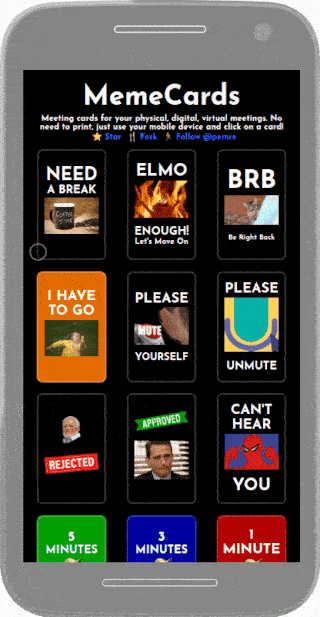 MemeCards
Meeting cards for your physical, digital, virtual meetings. No
need to print, just use your mobile device and click on a card!
⭐ Star 🍴 Fork 🏃 Follow @pemre
NEED
A BREAK
ELMO
ENOUGH!
Let's Move On
BRB
Be Right Back
I HAVE
TO GO
PLEASE
MUTE
YOURSELF
PLEASE
UNMUTE
REJECTED
APPROVED
CAN'T
HEAR
YOU
5
MINUTES
3
MINUTES
1
MINUTE